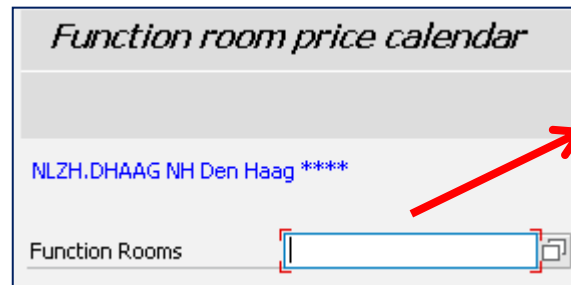 Function room price calendar
NLZH.DHAAG NH Den Haag ****
Function Rooms